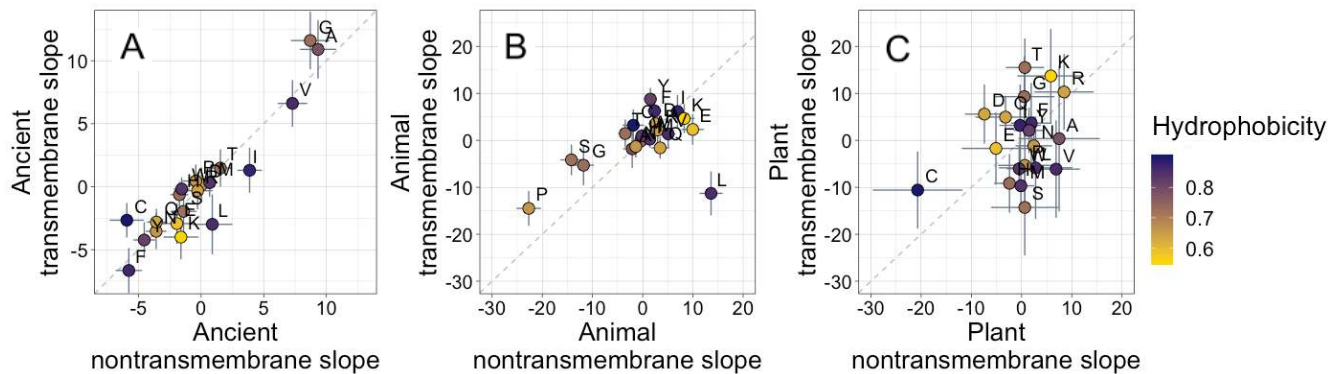 A
Ancient
transmembrane slope
10
5
0
-5
-5
0
5
10
Ancient
nontransmembrane slope
G
A
V
T
I
M
S
C
L
K
Y
F
B
Animal
transmembrane slope
20
10
0
-10
-20
-30
-30
-20
-10
0
10
20
Animal
nontransmembrane slope
Y
E
I
K
E
Q
S
G
P
L
C
Plant
transmembrane slope
20
10
0
-10
-20
-30
-30
-20
-10
0
10
20
Plant
nontransmembrane slope
T
K
G
R
D
Y
E
N
A
L
V
M
C
S
Hydrophobicity
0.8
0.7
0.6